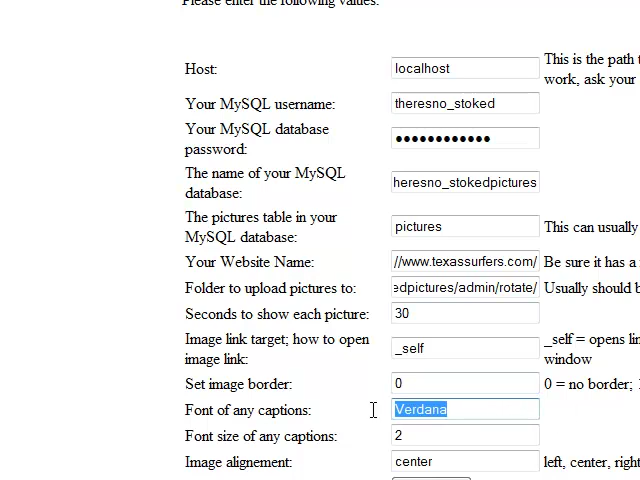 Please enter the following values:
This is the path t
Host: localhost work, ask your
Your MySQL username: theresno_stoked
Your MySQL database
password: ●●●●●●●●●●●●
The name of your MySQL
database: heresno_stokedpictures
The pictures table in your
MySQL database: pictures This can usually
Your Website Name: //www.texassurfers.com/ Be sure it has a
Folder to upload pictures to: edpictures/admin/rotate/ Usually should b
Seconds to show each picture: 30
Image link target; how to open _self = opens lin
image link: _self window
Set image border: 0 0 = no border;
Font of any captions: Verdana
Font size of any captions: 2
Image alignement: center left, center, right